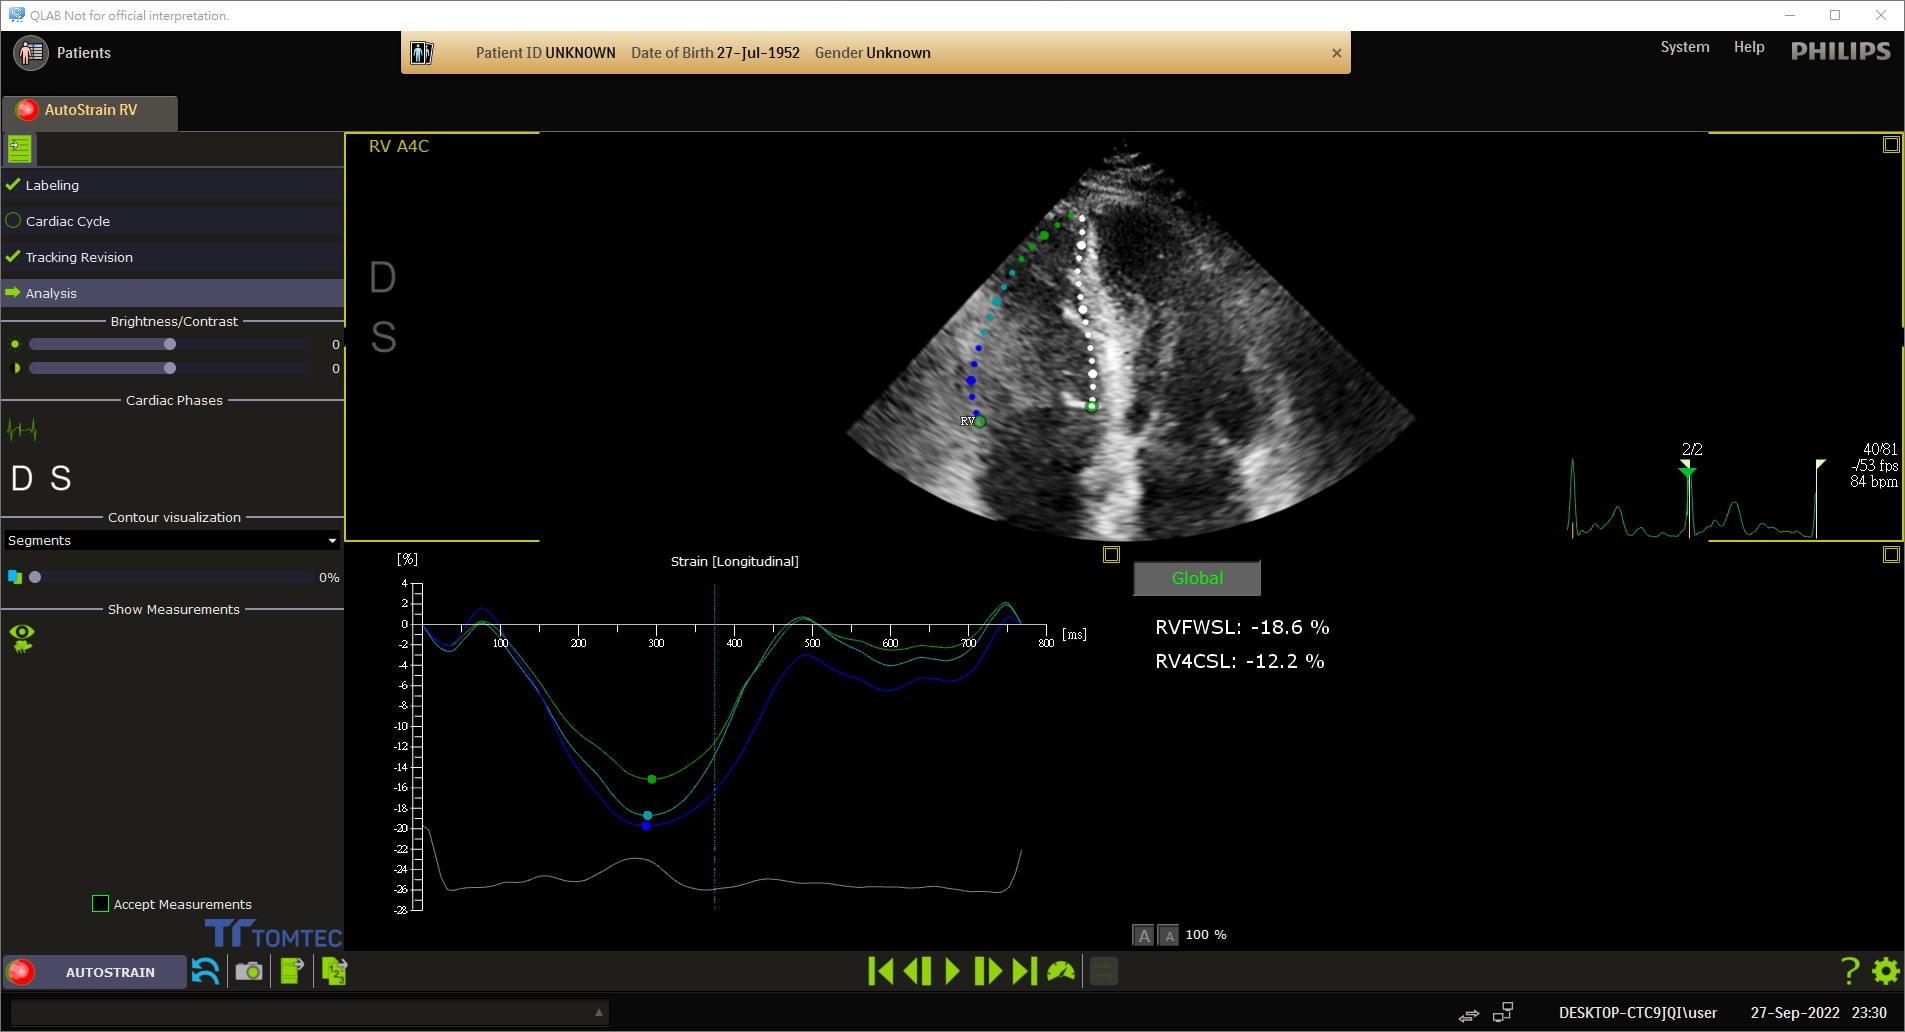 QLAB Not for official interpretation.
Patients
Patient ID UNKNOWN Date of Birth 27-Jul-1952 Gender Unknown
System Help PHILIPS
AutoStrain RV
RV A4C
Labeling
Cardiac Cycle
Tracking Revision
Analysis
D
S
Brightness/Contrast
0
0
Cardiac Phases
D S
Contour visualization
Segments
0%
Show Measurements
Accept Measurements
TOMTEC
RV
2/2
40/81
-/53 fps
84 bpm
[%]
Strain [Longitudinal]
4
2
0
-2
-4
-6
-8
-10
-12
-14
-16
-18
-20
-22
-24
-26
-28
100 200 300 400 500 600 700 800 [ms]
Global
RVFWSL: -18.6 %
RV4CSL: -12.2 %
A A 100 %
AUTOSTRAIN
1 2 3
?
DESKTOP-CTC9JQI\user 27-Sep-2022 23:30